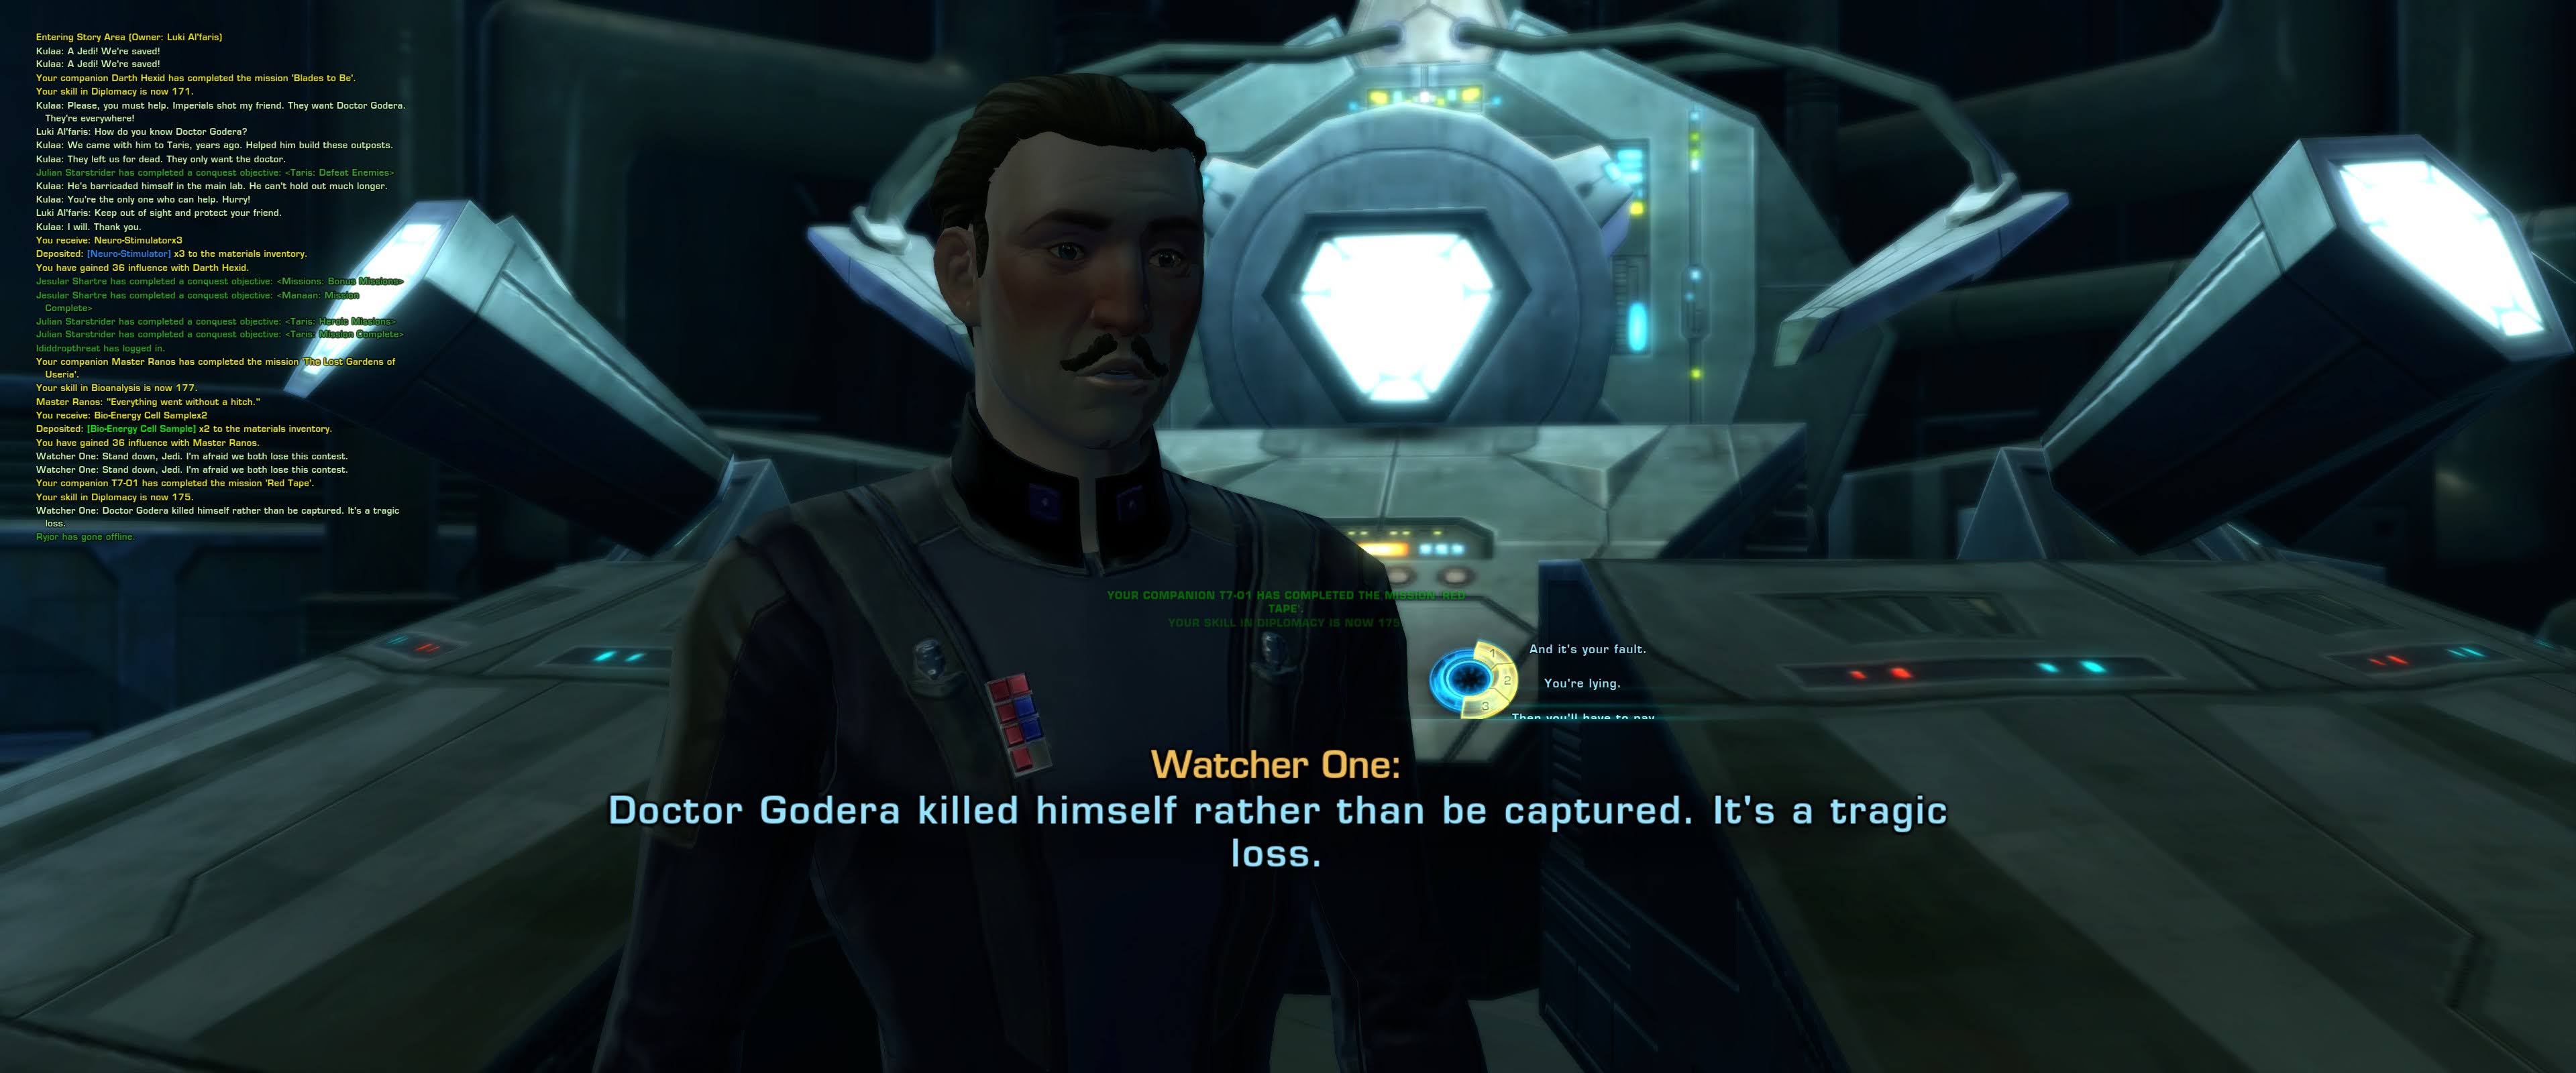 Entering Story Area (Owner: Luki Al'faris)
Kulaa: A Jedi! We're saved!
Kulaa: A Jedi! We're saved!
Your companion Darth Hexid has completed the mission 'Blades to Be'.
Your skill in Diplomacy is now 171.
Kulaa: Please, you must help. Imperials shot my friend. They want Doctor Godera.
They're everywhere!
Luki Al'faris: How do you know Doctor Godera?
Kulaa: We came with him to Taris, years ago. Helped him build these outposts.
Kulaa: They left us for dead. They only want the doctor.
Julian Starstrider has completed a conquest objective: <Taris: Defeat Enemies>
Kulaa: He's barricaded himself in the main lab. He can't hold out much longer.
Kulaa: You're the only one who can help. Hurry!
Luki Al'faris: Keep out of sight and protect your friend.
Kulaa: I will. Thank you.
You receive: Neuro-Stimulatorx3
Deposited: [Neuro-Stimulator] x3 to the materials inventory.
You have gained 36 influence with Darth Hexid.
Jesular Shartre has completed a conquest objective: <Missions: Bonus Missions>
Jesular Shartre has completed a conquest objective: <Manaan: Mission
Complete>
Julian Starstrider has completed a conquest objective: <Taris: Heroic Missions>
Julian Starstrider has completed a conquest objective: <Taris: Mission Complete>
Ididdropthreat has logged in.
Your companion Master Ranos has completed the mission 'The Lost Gardens of
Useria'.
Your skill in Bioanalysis is now 177.
Master Ranos: "Everything went without a hitch."
You receive: Bio-Energy Cell Samplex2
Deposited: [Bio-Energy Cell Sample] x2 to the materials inventory.
You have gained 36 influence with Master Ranos.
Watcher One: Stand down, Jedi. I'm afraid we both lose this contest.
Watcher One: Stand down, Jedi. I'm afraid we both lose this contest.
Your companion T7-O1 has completed the mission 'Red Tape'.
Your skill in Diplomacy is now 175.
Watcher One: Doctor Godera killed himself rather than be captured. It's a tragic
loss.
Ryjor has gone offline.
YOUR COMPANION T7-O1 HAS COMPLETED THE MISSION 'RED
TAPE'.
YOUR SKILL IN DIPLOMACY IS NOW 175
1 And it's your fault.
2 You're lying.
3 Then you'll have to pay
Watcher One:
Doctor Godera killed himself rather than be captured. It's a tragic
loss.